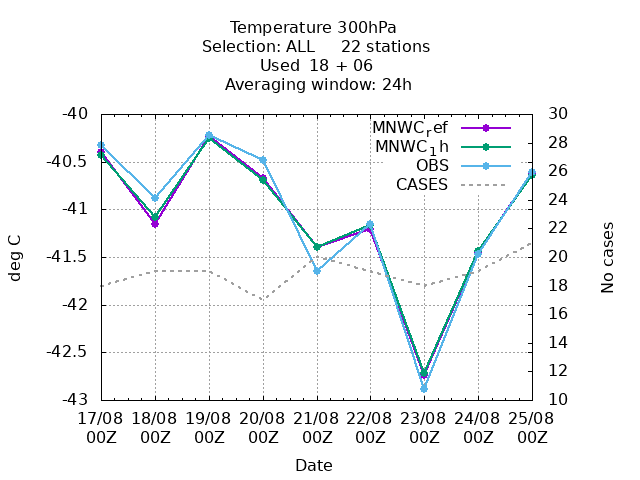 Temperature 300hPa
Selection: ALL     22 stations
Used  18 + 06
Averaging window: 24h
MNWC_ref
MNWC_1h
OBS
CASES
-40
-40.5
-41
-41.5
-42
-42.5
-43
deg C
30
28
26
24
22
20
18
16
14
12
10
No cases
17/08 18/08 19/08 20/08 21/08 22/08 23/08 24/08 25/08
00Z 00Z 00Z 00Z 00Z 00Z 00Z 00Z 00Z
Date